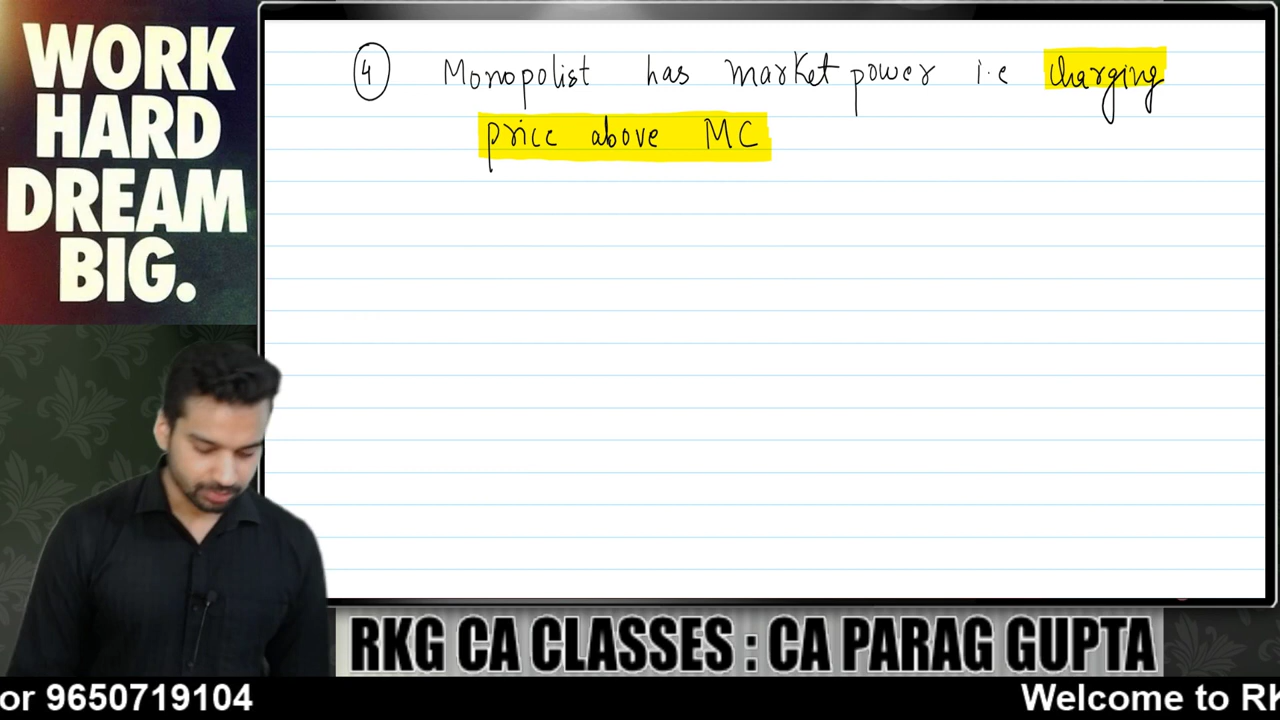 WORK
HARD
DREAM
BIG.
4 Monopolist has market power i.e charging
price above MC
RKG CA CLASSES : CA PARAG GUPTA
or 9650719104 Welcome to RK